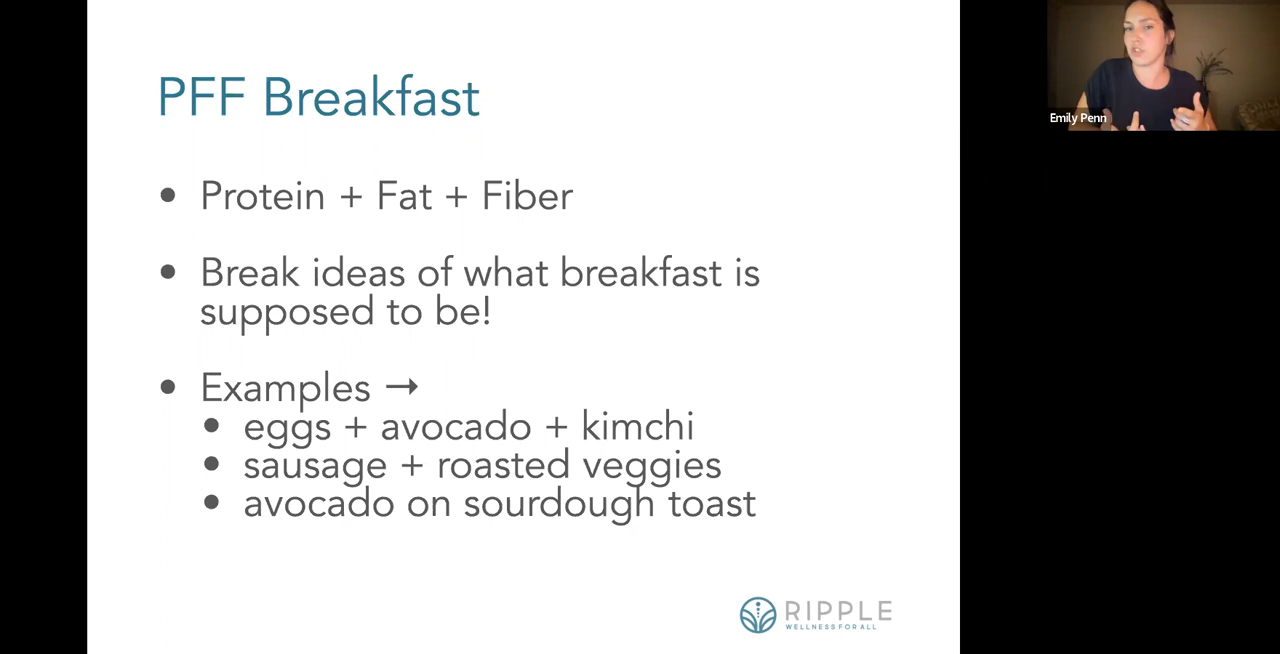 PFF Breakfast
• Protein + Fat + Fiber
• Break ideas of what breakfast is
supposed to be!
• Examples →
• eggs + avocado + kimchi
• sausage + roasted veggies
• avocado on sourdough toast
RIPPLE
WELLNESS FOR ALL
Emily Penn